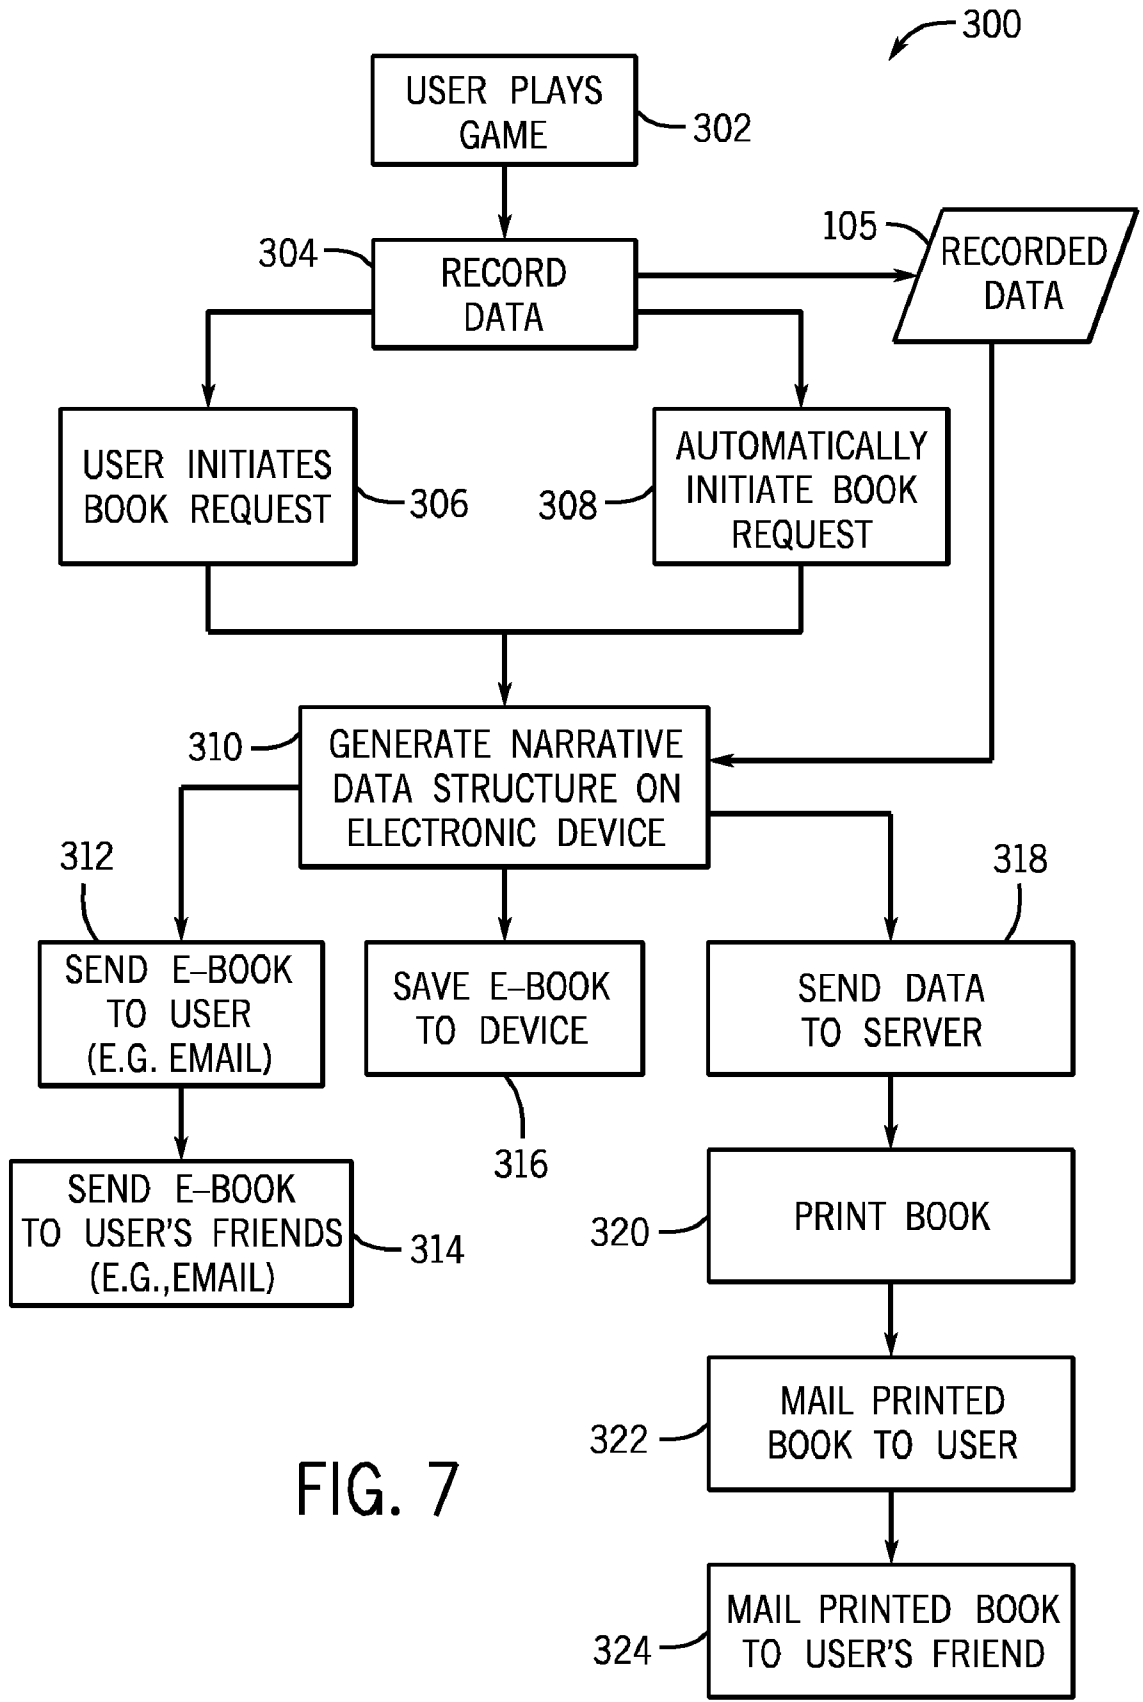 300
USER PLAYS
GAME
302
304
RECORD
DATA
105
RECORDED
DATA
USER INITIATES
BOOK REQUEST
306
308
AUTOMATICALLY
INITIATE BOOK
REQUEST
310
GENERATE NARRATIVE
DATA STRUCTURE ON
ELECTRONIC DEVICE
312
318
SEND E-BOOK
TO USER
(E.G. EMAIL)
SAVE E-BOOK
TO DEVICE
316
SEND DATA
TO SERVER
SEND E-BOOK
TO USER'S FRIENDS
(E.G.,EMAIL)
314
320
PRINT BOOK
322
MAIL PRINTED
BOOK TO USER
FIG. 7
324
MAIL PRINTED BOOK
TO USER'S FRIEND